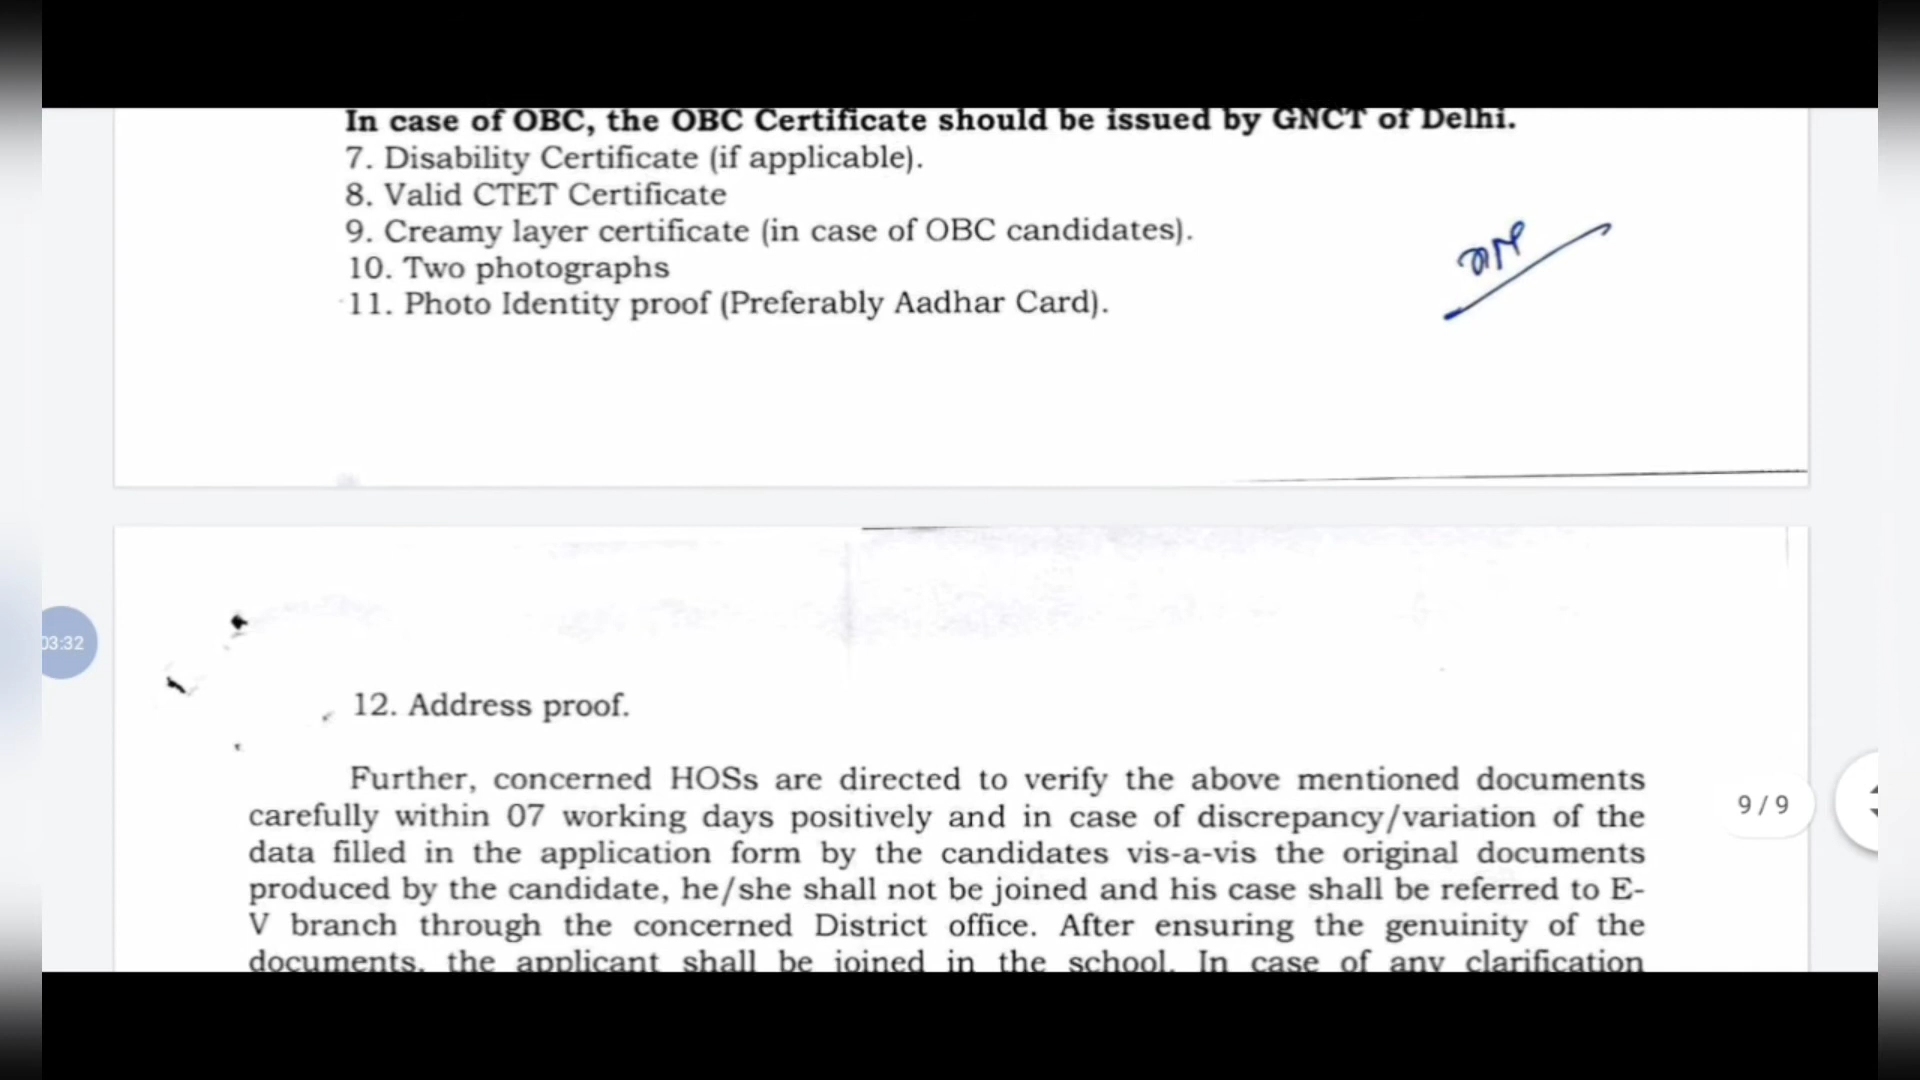 In case of OBC, the OBC Certificate should be issued by GNCT of Delhi.
7. Disability Certificate (if applicable).
8. Valid CTET Certificate
9. Creamy layer certificate (in case of OBC candidates).
10. Two photographs
11. Photo Identity proof (Preferably Aadhar Card).
03:32
12. Address proof.
Further, concerned HOSs are directed to verify the above mentioned documents
carefully within 07 working days positively and in case of discrepancy/variation of the
9 / 9
data filled in the application form by the candidates vis-a-vis the original documents
produced by the candidate, he/she shall not be joined and his case shall be referred to E-
V branch through the concerned District office. After ensuring the genuinity of the
documents, the applicant shall be joined in the school. In case of any clarification